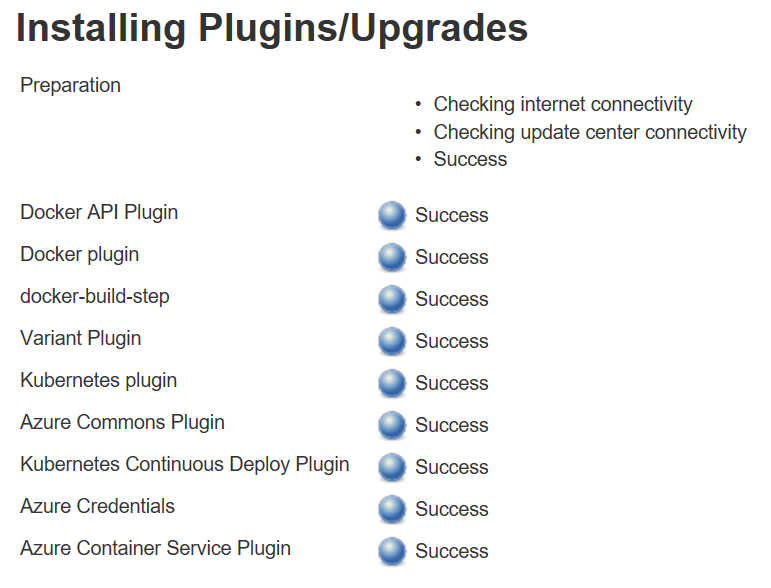 Installing Plugins/Upgrades
Preparation
• Checking internet connectivity
• Checking update center connectivity
• Success
Docker API Plugin Success
Docker plugin Success
docker-build-step Success
Variant Plugin Success
Kubernetes plugin Success
Azure Commons Plugin Success
Kubernetes Continuous Deploy Plugin Success
Azure Credentials Success
Azure Container Service Plugin Success